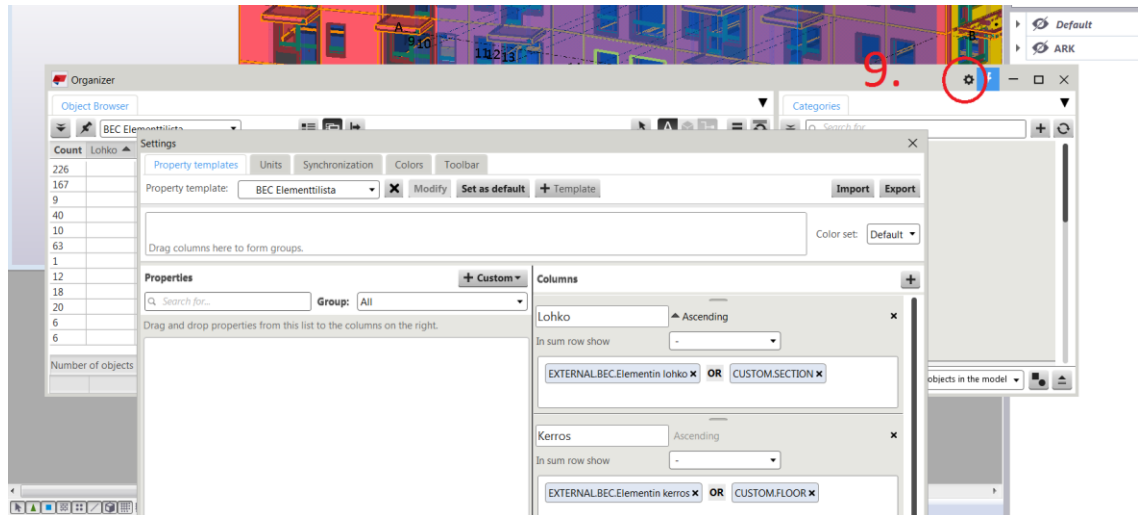 A
9 10
11 12 13
B
Default
ARK
9.
Organizer
Object Browser
Categories
BEC Elementtilista
A
Search for...
Count Lohko
226
167
9
40
10
63
1
12
18
20
6
6
Number of objects
objects in the model
Settings
Property templates Units Synchronization Colors Toolbar
Property template: BEC Elementtilista Modify Set as default + Template Import Export
Drag columns here to form groups.
Color set: Default
Properties + Custom
Search for... Group: All
Drag and drop properties from this list to the columns on the right.
Columns +
Lohko Ascending
In sum row show -
EXTERNAL.BEC.Elementin lohko OR CUSTOM.SECTION
Kerros Ascending
In sum row show -
EXTERNAL.BEC.Elementin kerros OR CUSTOM.FLOOR